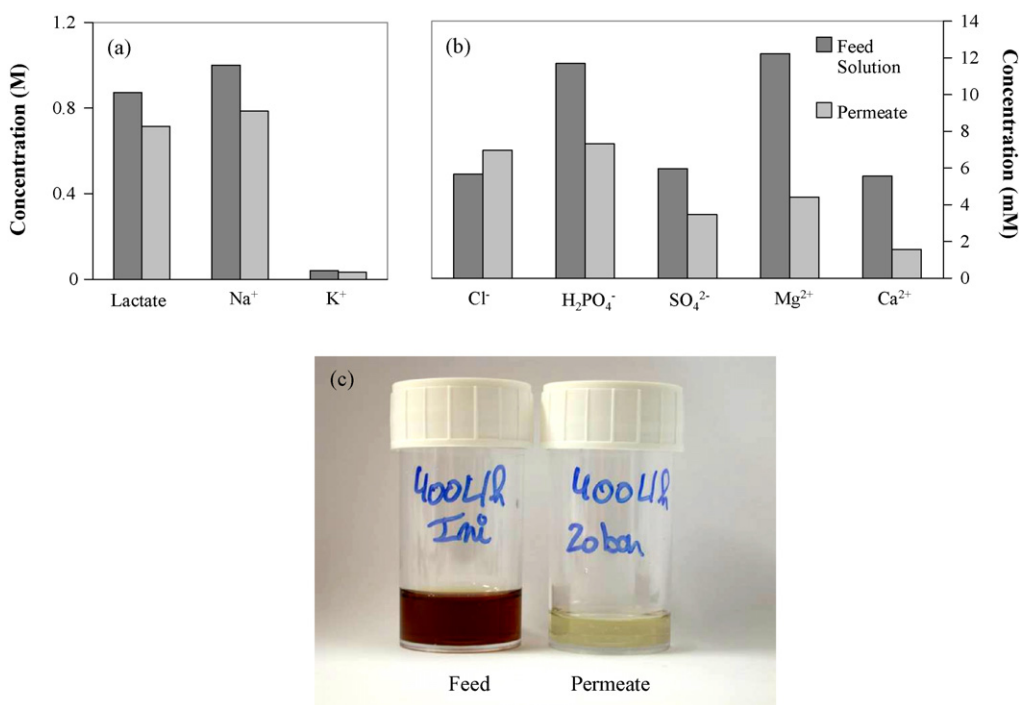 (a)
Concentration (M)
1.2
0.8
0.4
0
Lactate Na⁺ K⁺
(b)
Feed
Solution
Permeate
Concentration (mM)
14
12
10
8
6
4
2
0
Cl⁻ H₂PO₄⁻ SO₄²⁻ Mg²⁺ Ca²⁺
(c)
400L/h
Ini
400L/h
20bar
Feed Permeate